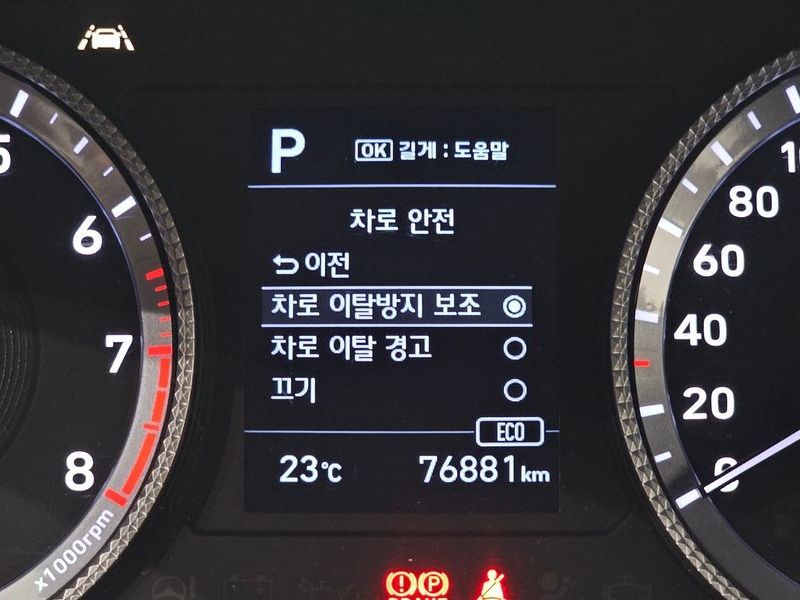 P
OK 길게 : 도움말
차로 안전
이전
차로 이탈방지 보조
차로 이탈 경고
끄기
ECO
23℃ 76881km
5
6
7
8
x1000rpm
80
60
40
20
0
P